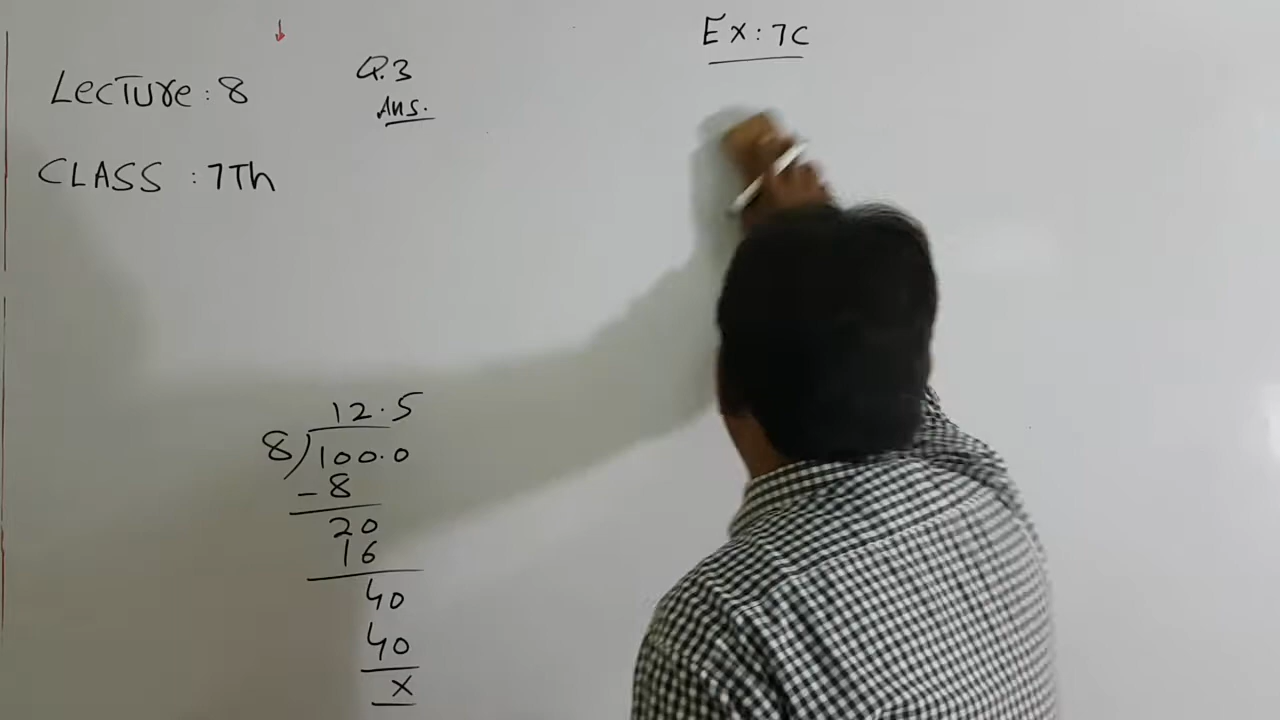 Ex: 7C
Lecture: 8
Q.3
Ans.
CLASS : 7Th
12.5
8)100.0
-8
20
16
40
40
x